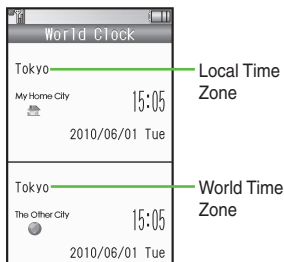 World Clock
Tokyo
Local Time
Zone
My Home City
15:05
2010/06/01 Tue
Tokyo
World Time
Zone
The Other City
15:05
2010/06/01 Tue